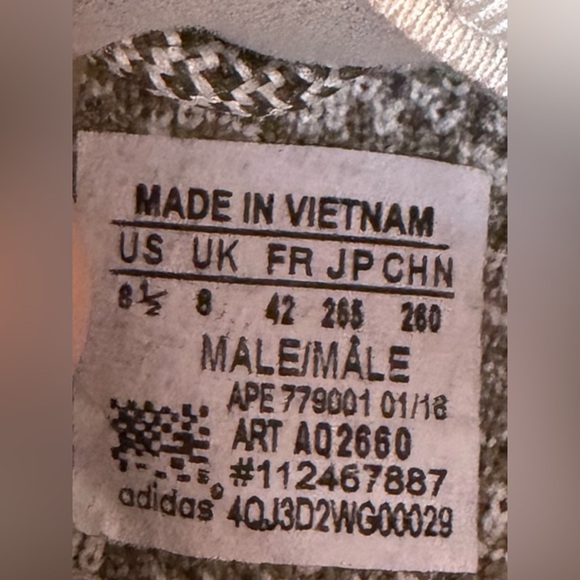 MADE IN VIETNAM
US UK FR JP CHN
8½ 8 42 265 260
MALE/MÂLE
APE 779001 01/16
ART AQ2660
#112467887
adidas® 4QJ3D2WG00029